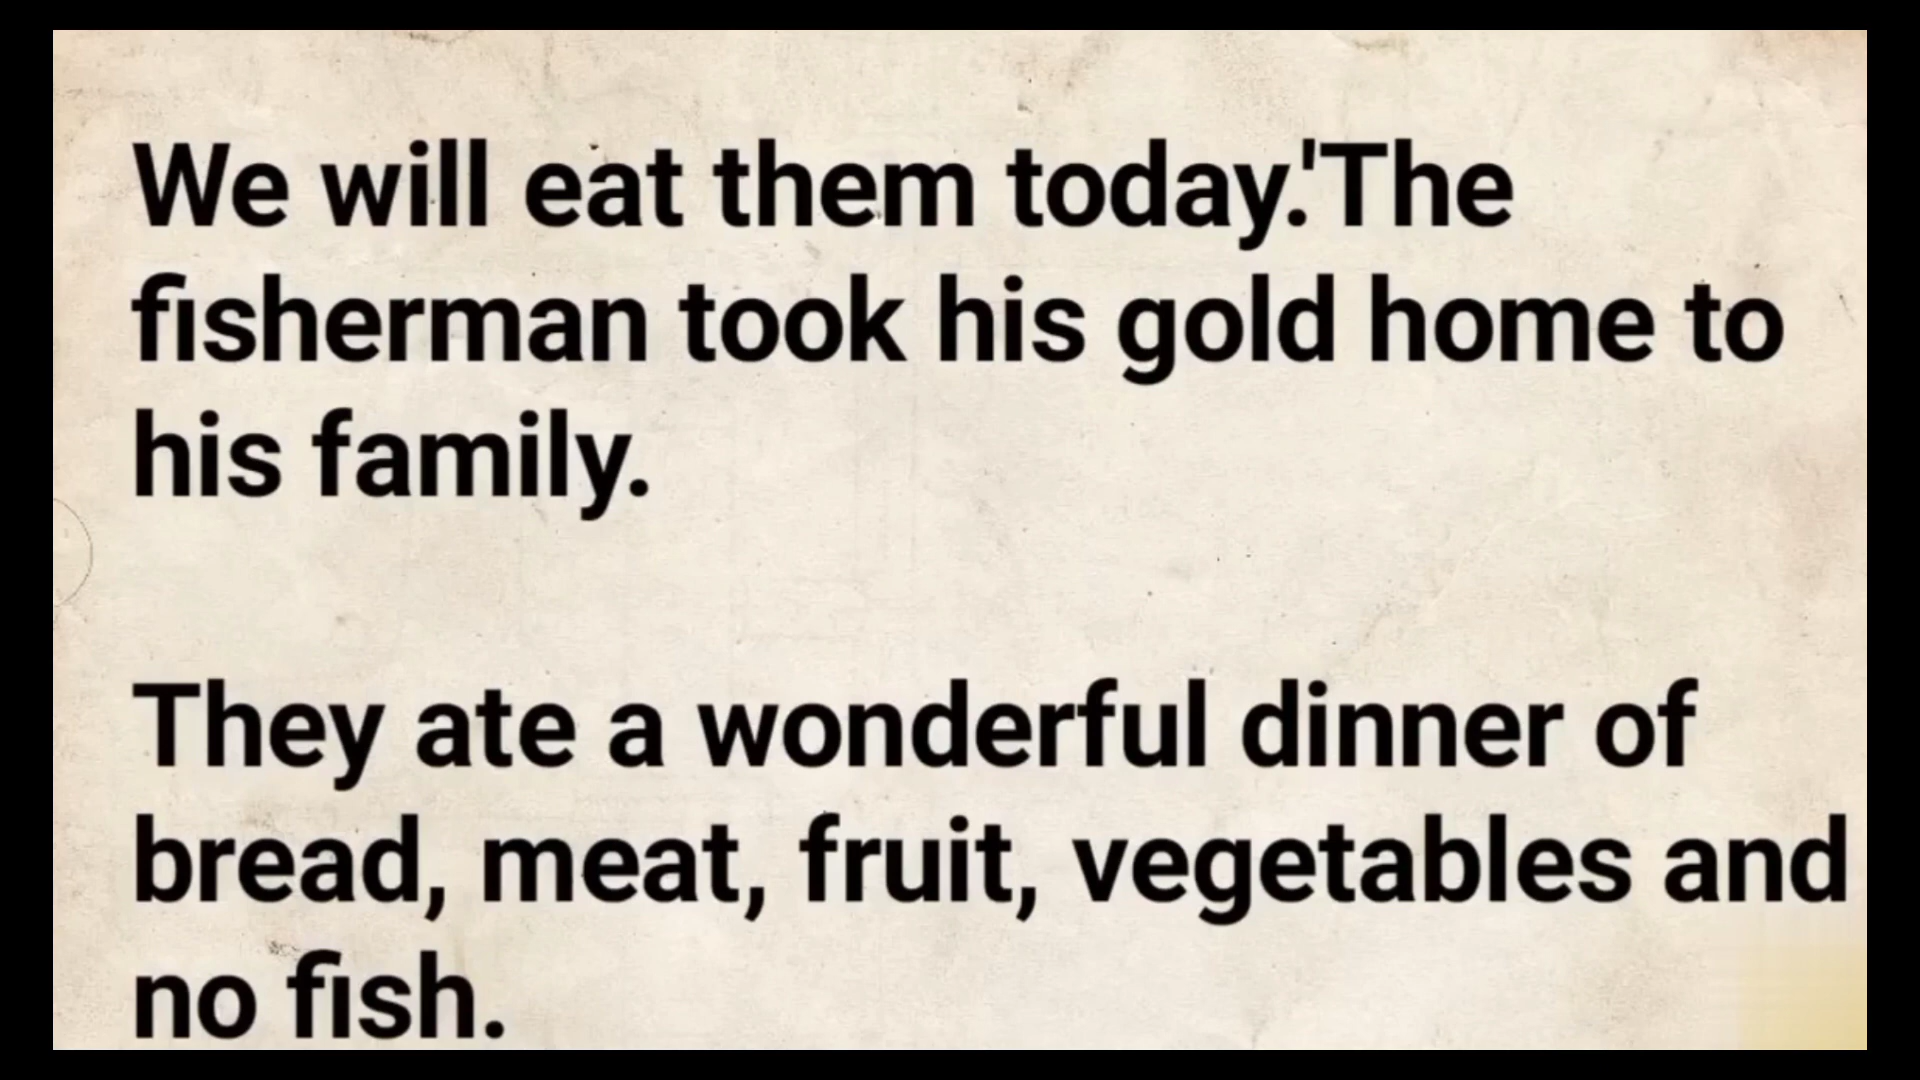 We will eat them today.'The
fisherman took his gold home to
his family.
They ate a wonderful dinner of
bread, meat, fruit, vegetables and
no fish.